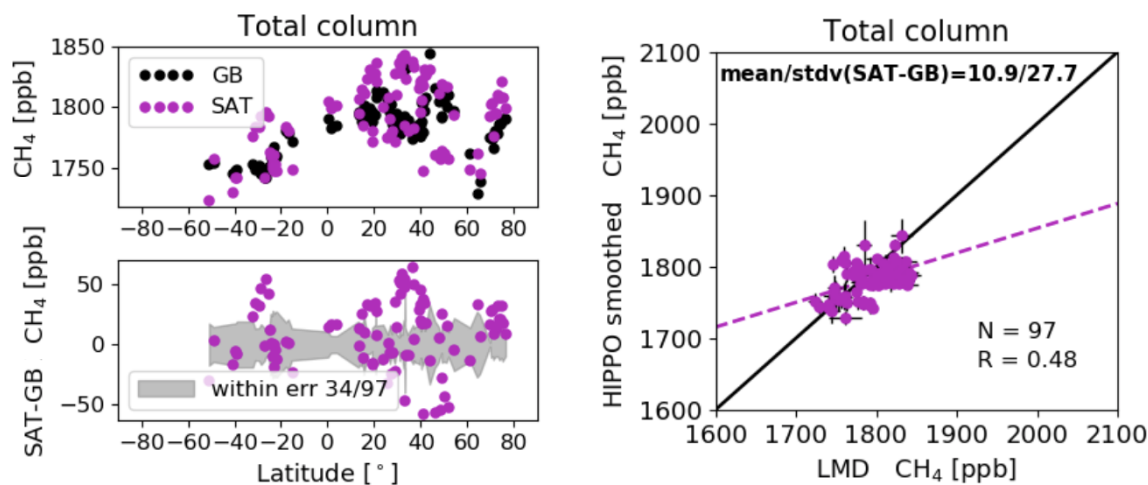 Total column
CH₄ [ppb]
1850
1800
1750
GB
SAT
−80 −60 −40 −20 0 20 40 60 80
SAT-GB CH₄ [ppb]
50
0
−50
within err 34/97
−80 −60 −40 −20 0 20 40 60 80
Latitude [°]
Total column
HIPPO smoothed CH₄ [ppb]
2100
2000
1900
1800
1700
1600
mean/stdv(SAT-GB)=10.9/27.7
N = 97
R = 0.48
1600 1700 1800 1900 2000 2100
LMD CH₄ [ppb]